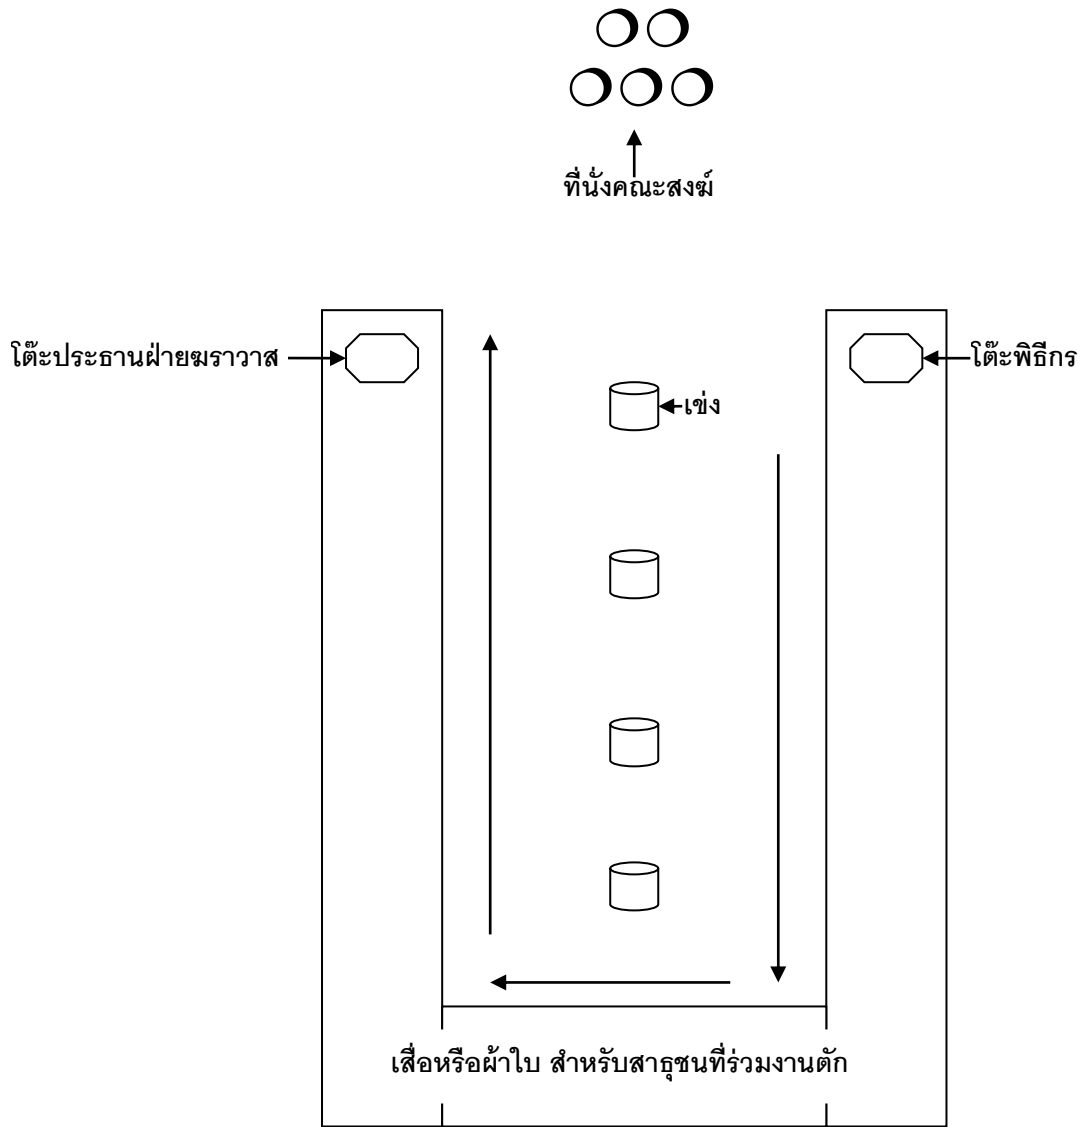 ที่นั่งคณะสงฆ์
โต๊ะประธานฝ่ายฆราวาส
โต๊ะพิธีกร
เข่ง
เสื่อหรือผ้าใบ สำหรับสาธุชนที่ร่วมงานตัก